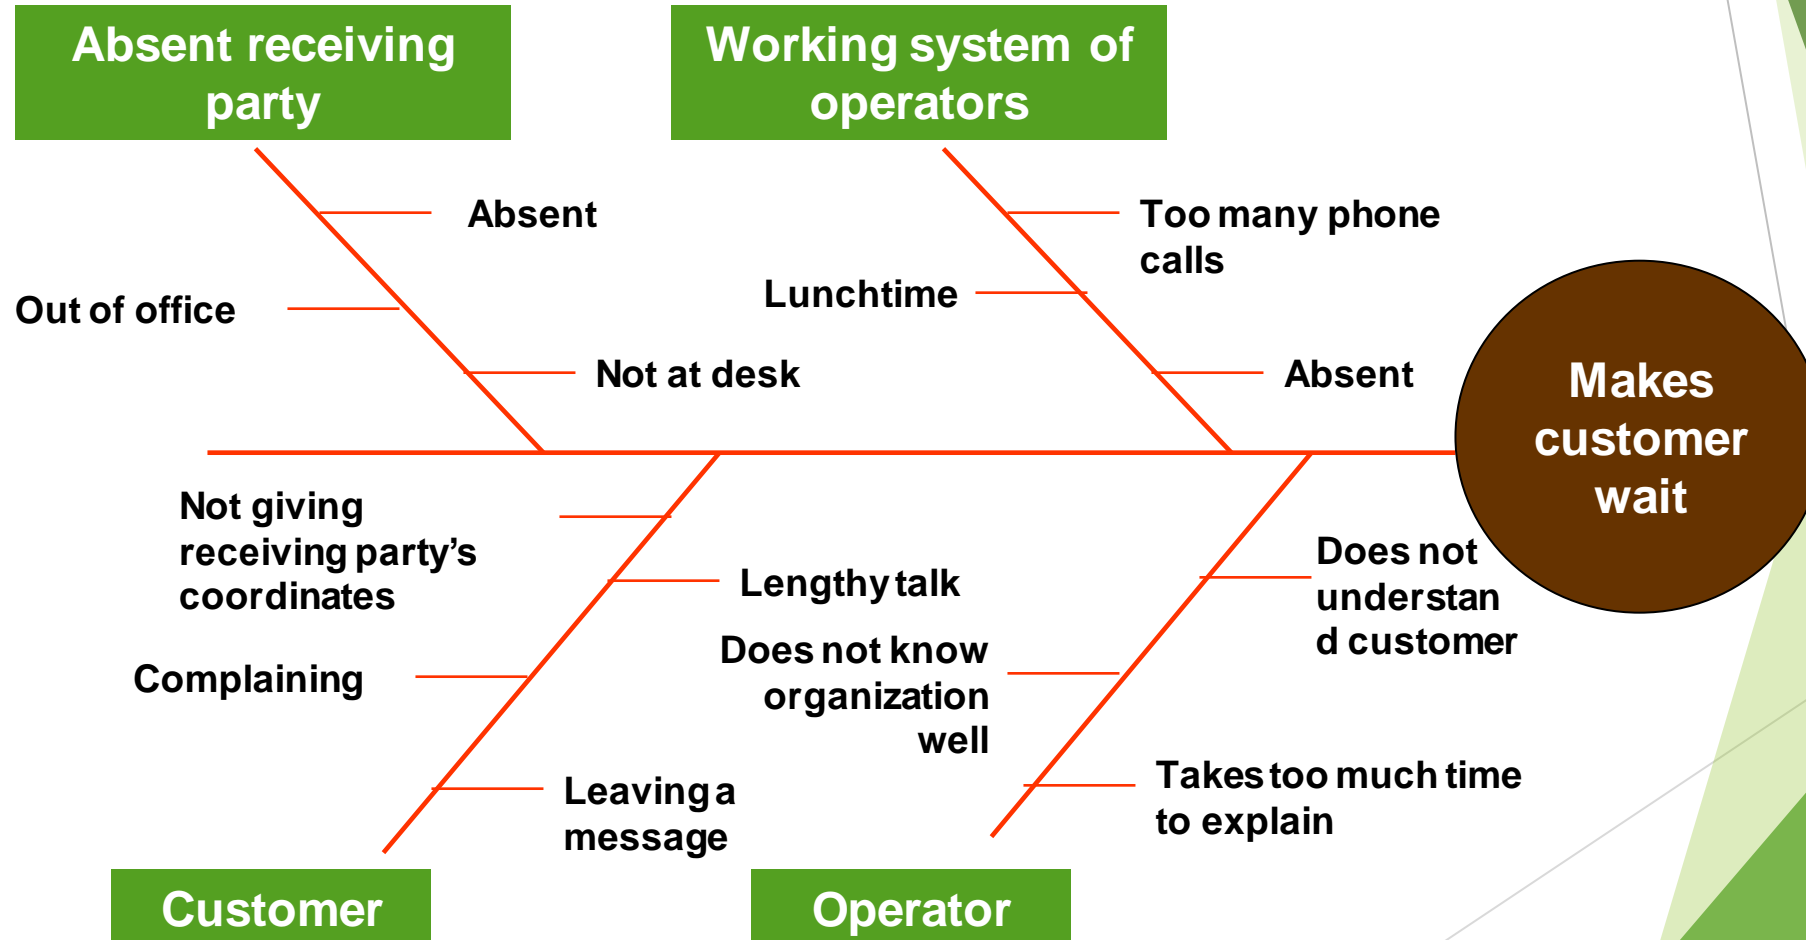 Absent receiving
party
Working system of
operators
Absent
Too many phone
calls
Out of office
Lunchtime
Not at desk
Absent
Makes
customer
wait
Not giving
receiving party’s
coordinates
Lengthy talk
Does not
understan
d customer
Complaining
Does not know
organization
well
Leaving a
message
Takes too much time
to explain
Customer
Operator